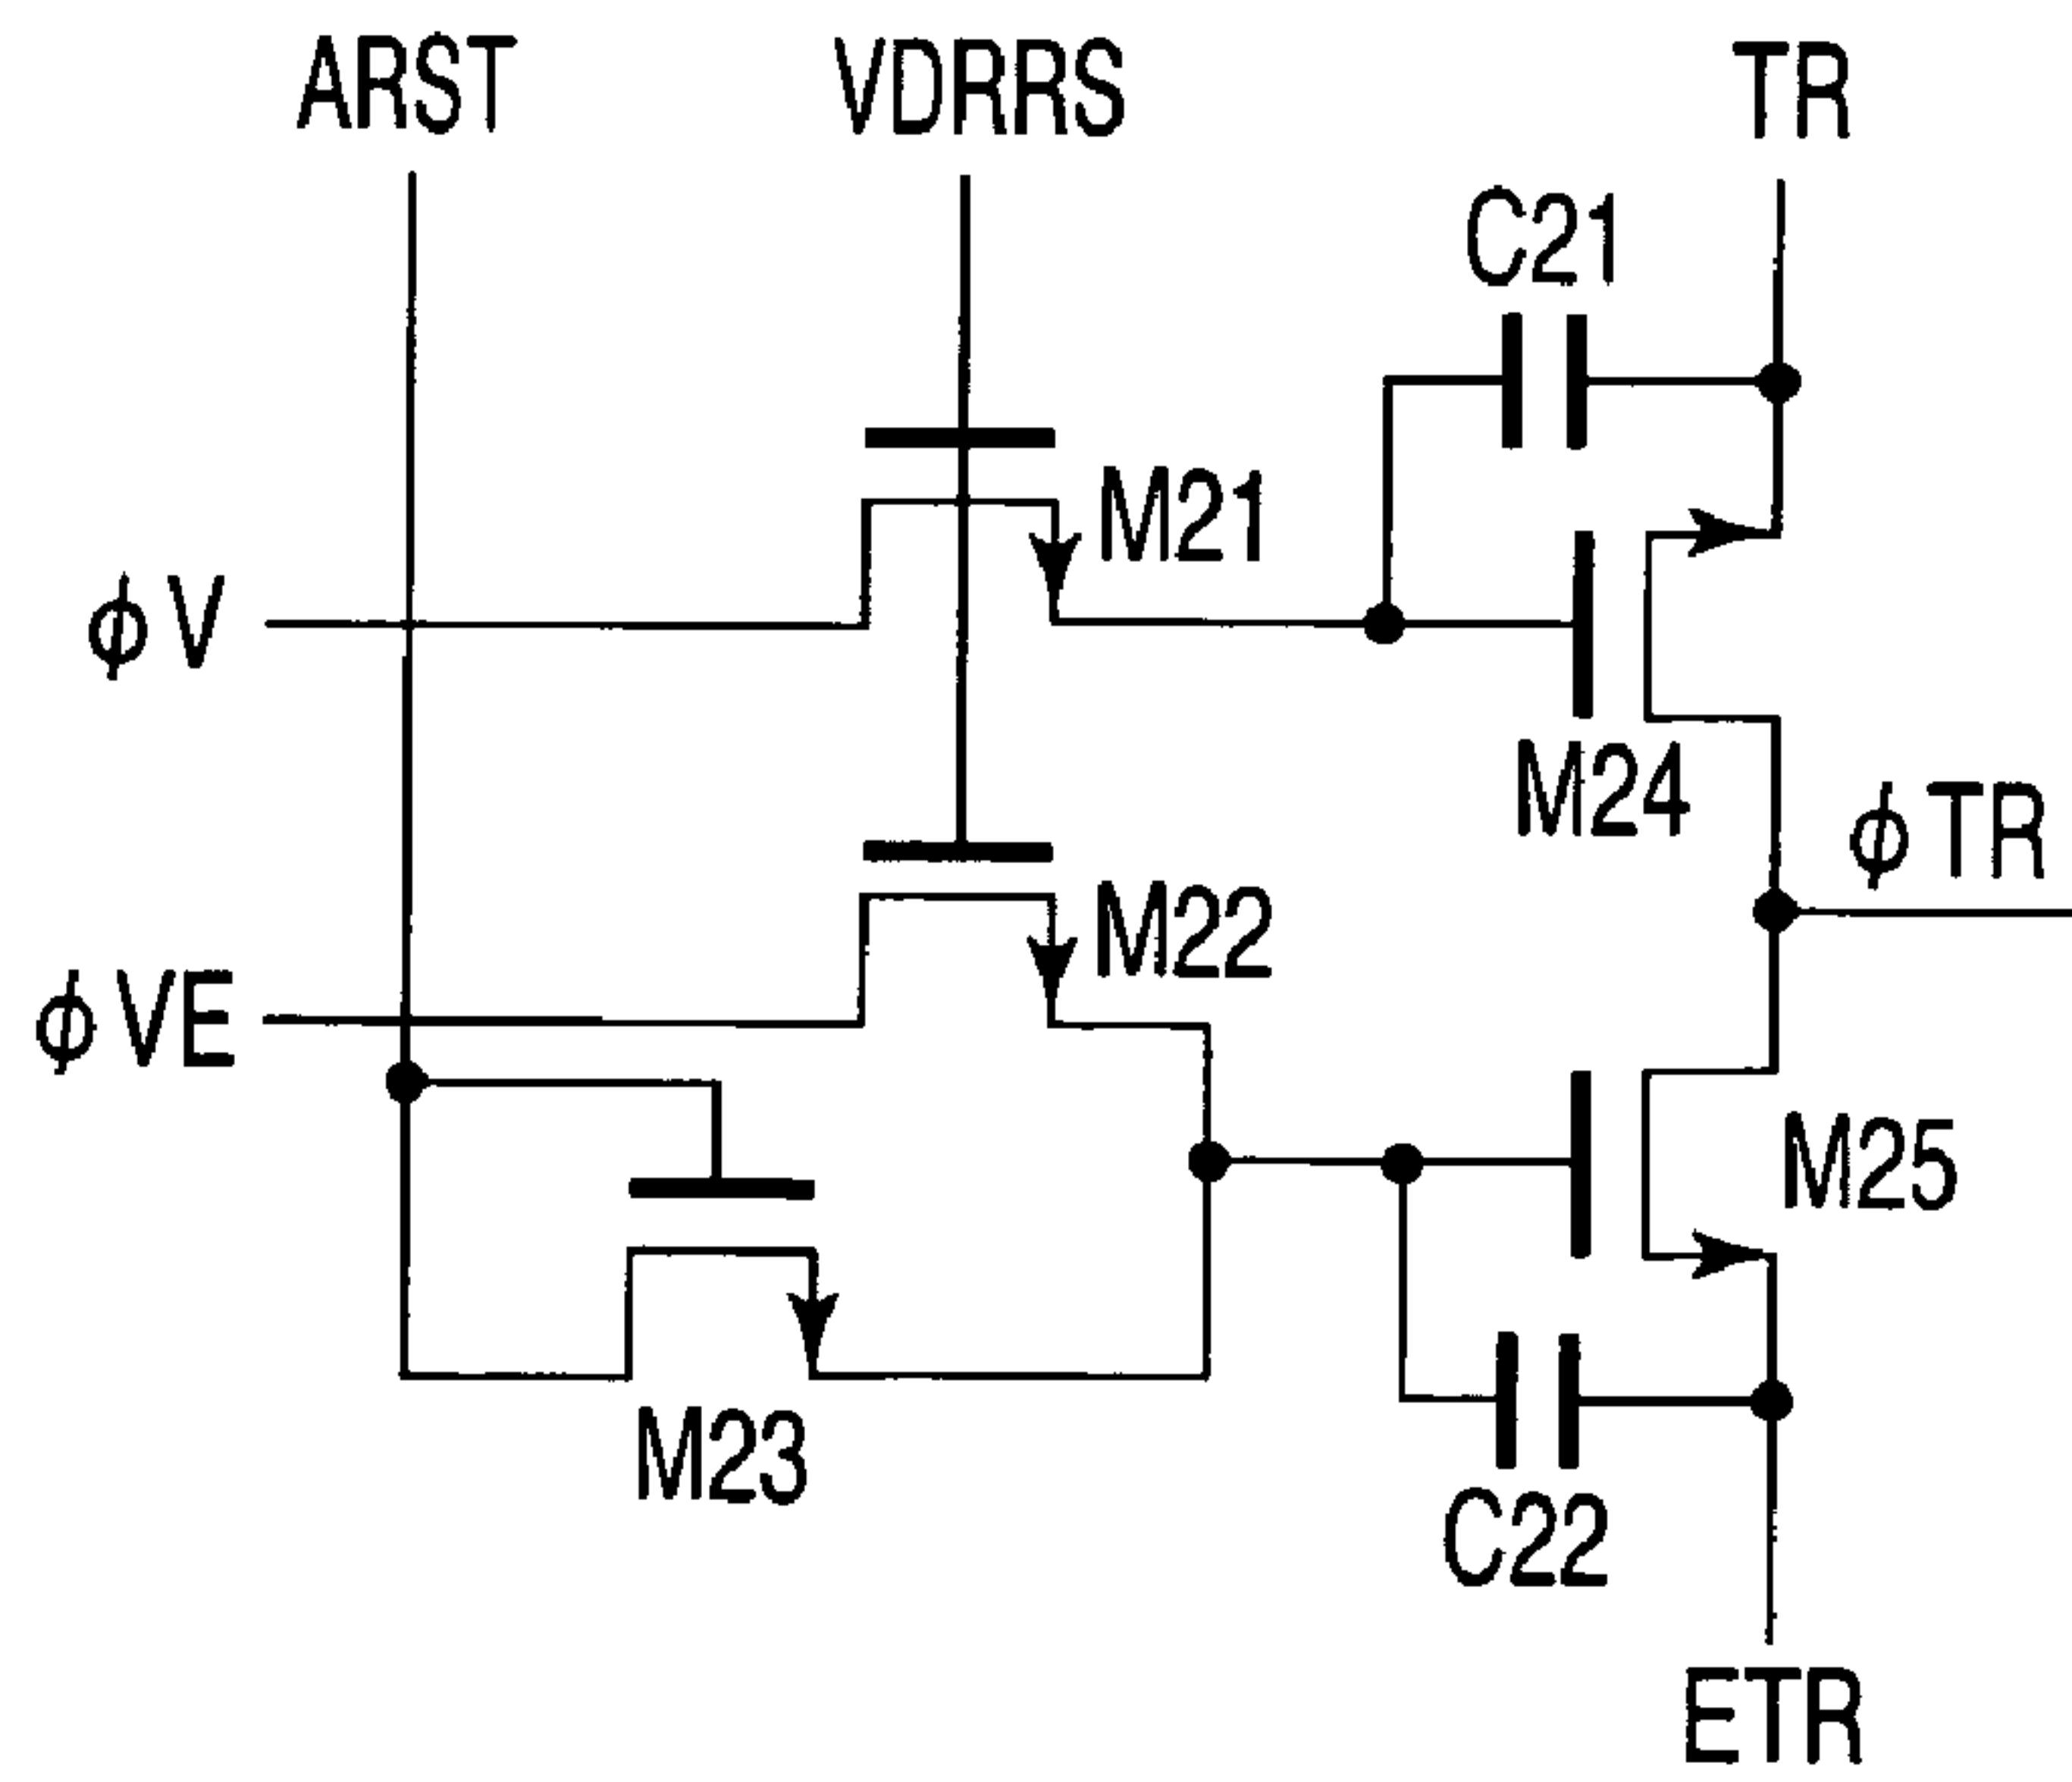 ARST
VDRRS
TR
C21
M21
φV
M24
φTR
M22
φVE
M25
M23
C22
ETR